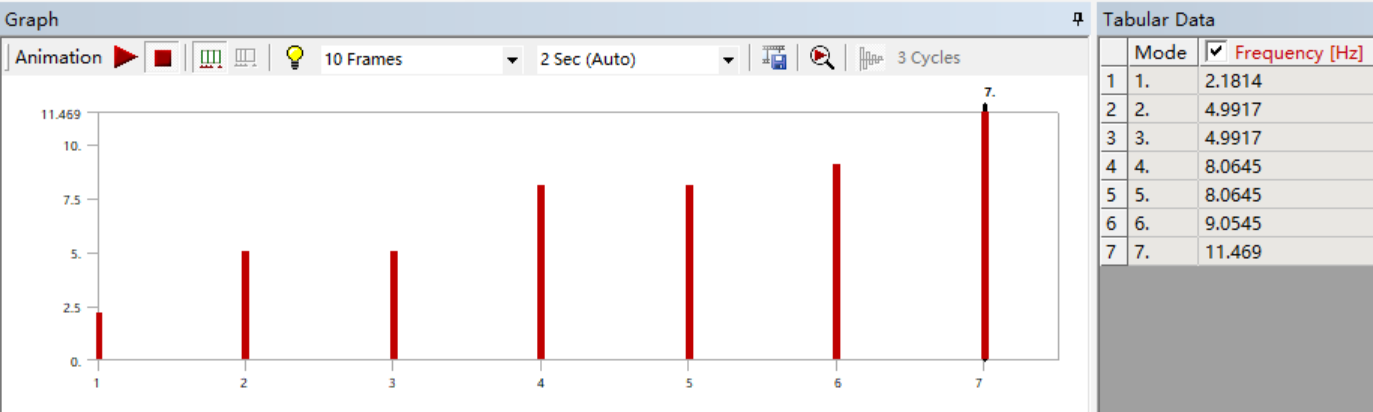 Graph
Animation 10 Frames 2 Sec (Auto) 3 Cycles
7.
11.469
10.
7.5
5.
2.5
0.
1 2 3 4 5 6 7
Tabular Data
Mode Frequency [Hz]
1 1. 2.1814
2 2. 4.9917
3 3. 4.9917
4 4. 8.0645
5 5. 8.0645
6 6. 9.0545
7 7. 11.469